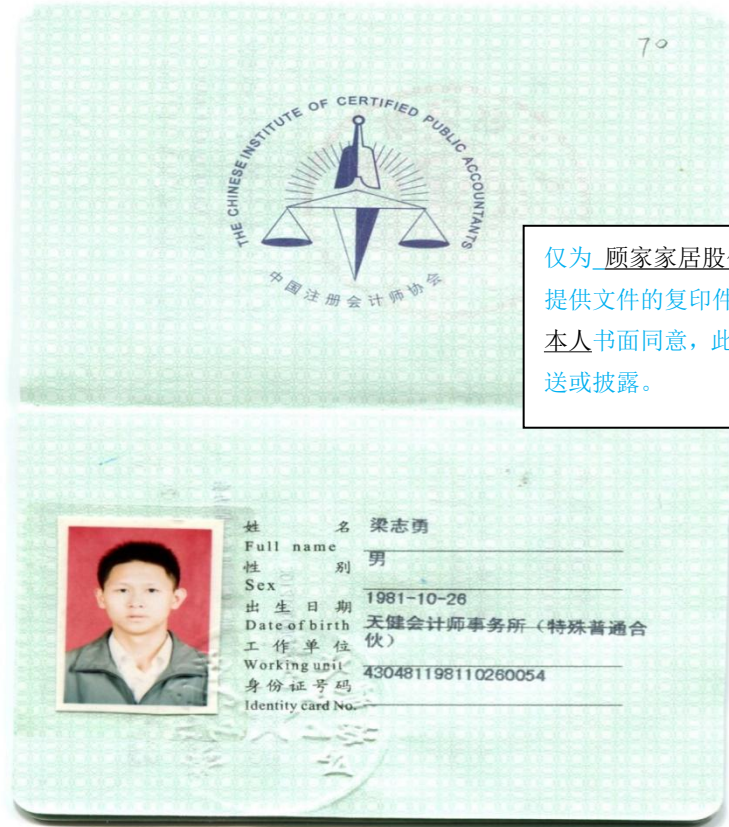 70
THE CHINESE INSTITUTE OF CERTIFIED PUBLIC ACCOUNTANTS
中国注册会计师协会
仅为 顾家家居股
提供文件的复印件
本人书面同意，此
送或披露。
姓 名 梁志勇
Full name
性 别 男
Sex
出生日期 1981-10-26
Date of birth
工作单位 天健会计师事务所（特殊普通合
伙）
Working unit
身份证号码 430481198110260054
Identity card No.